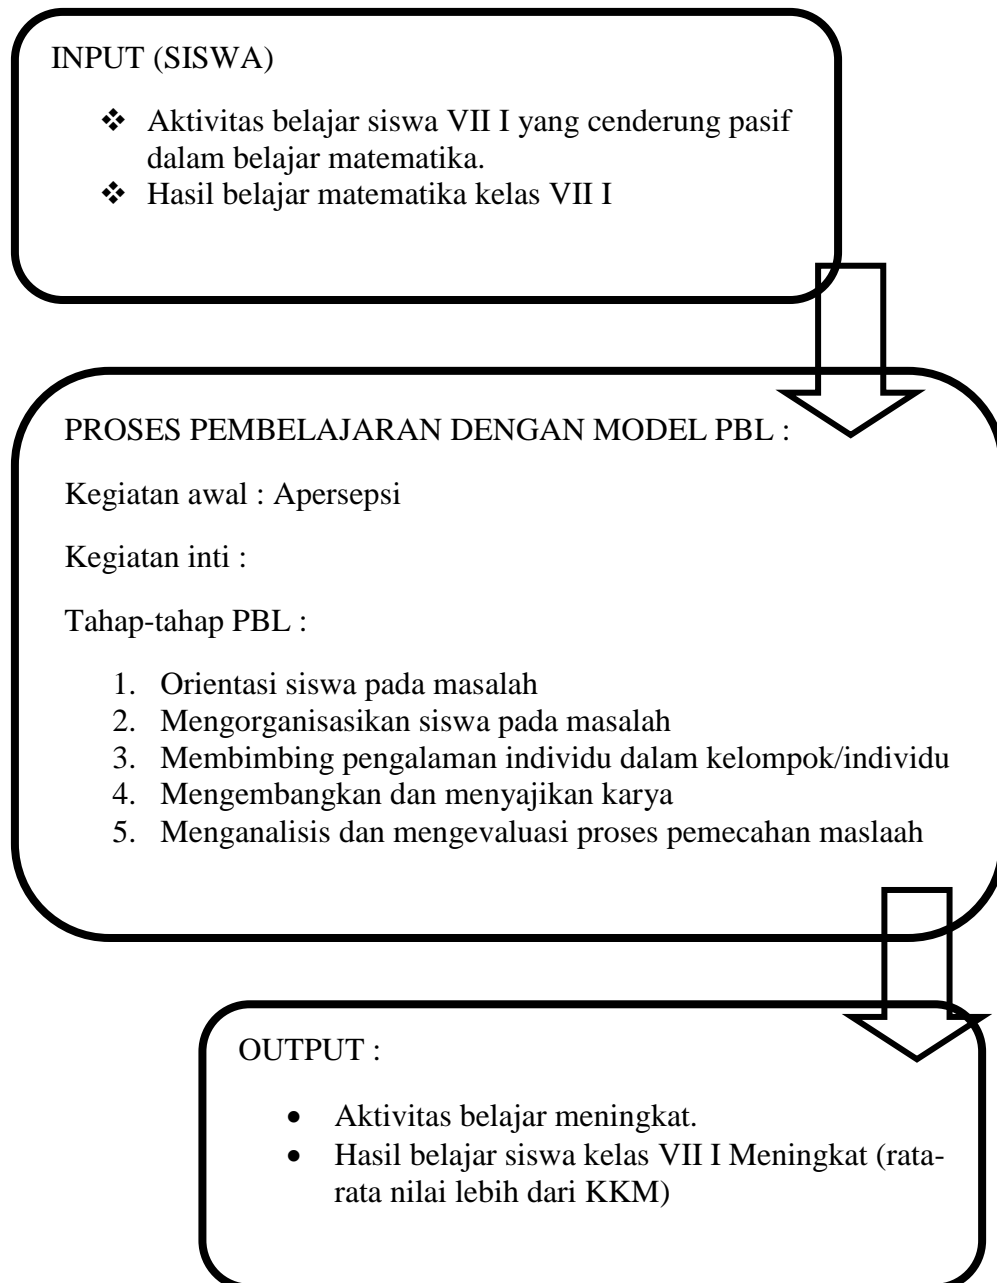 INPUT (SISWA)
❖ Aktivitas belajar siswa VII I yang cenderung pasif
dalam belajar matematika.
❖ Hasil belajar matematika kelas VII I
PROSES PEMBELAJARAN DENGAN MODEL PBL :
Kegiatan awal : Apersepsi
Kegiatan inti :
Tahap-tahap PBL :
1. Orientasi siswa pada masalah
2. Mengorganisasikan siswa pada masalah
3. Membimbing pengalaman individu dalam kelompok/individu
4. Mengembangkan dan menyajikan karya
5. Menganalisis dan mengevaluasi proses pemecahan maslaah
OUTPUT :
• Aktivitas belajar meningkat.
• Hasil belajar siswa kelas VII I Meningkat (rata-
rata nilai lebih dari KKM)